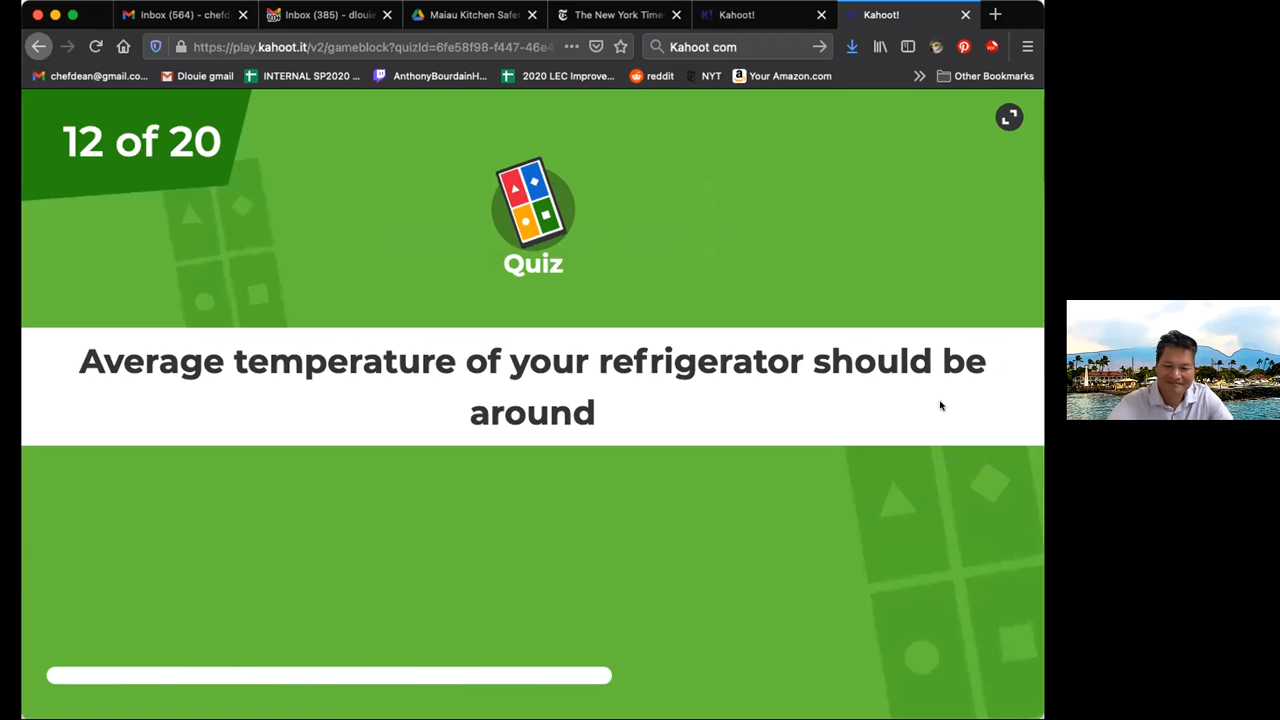 Inbox (564) - chefd
Inbox (385) - dlouie
Maiau Kitchen Safet
The New York Time
Kahoot!
Kahoot!
https://play.kahoot.it/v2/gameblock?quizId=6fe58f98-f447-46e4
Kahoot com
chefdean@gmail.co...
Dlouie gmail
INTERNAL SP2020 ...
AnthonyBourdainH...
2020 LEC Improve...
reddit
NYT
Your Amazon.com
Other Bookmarks
12 of 20
Quiz
Average temperature of your refrigerator should be
around